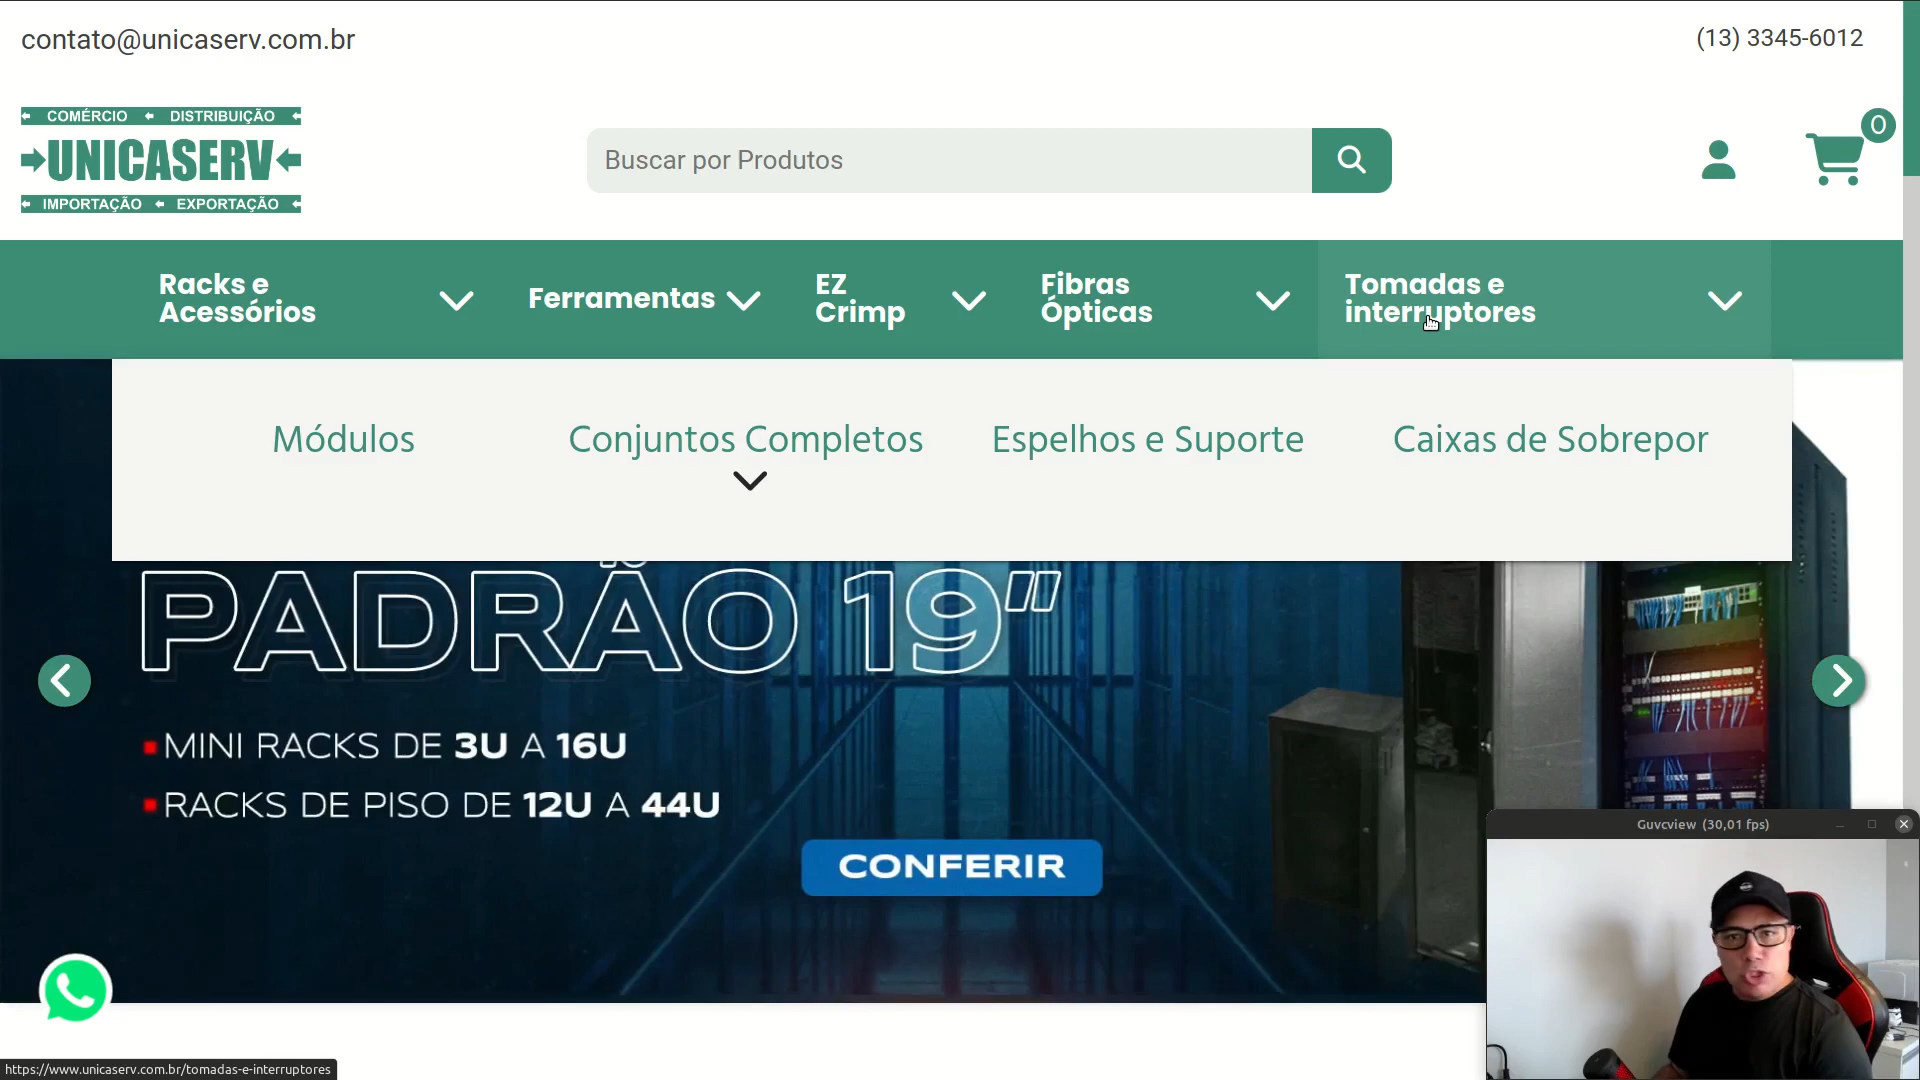 contato@unicaserv.com.br
(13) 3345-6012
COMÉRCIO DISTRIBUIÇÃO
UNICASERV
IMPORTAÇÃO EXPORTAÇÃO
Buscar por Produtos
0
Racks e
Acessórios
Ferramentas
EZ
Crimp
Fibras
Ópticas
Tomadas e
interruptores
Módulos
Conjuntos Completos
Espelhos e Suporte
Caixas de Sobrepor
PADRÃO 19"
MINI RACKS DE 3U A 16U
RACKS DE PISO DE 12U A 44U
CONFERIR
Guvcview (30,01 fps)
https://www.unicaserv.com.br/tomadas-e-interruptores